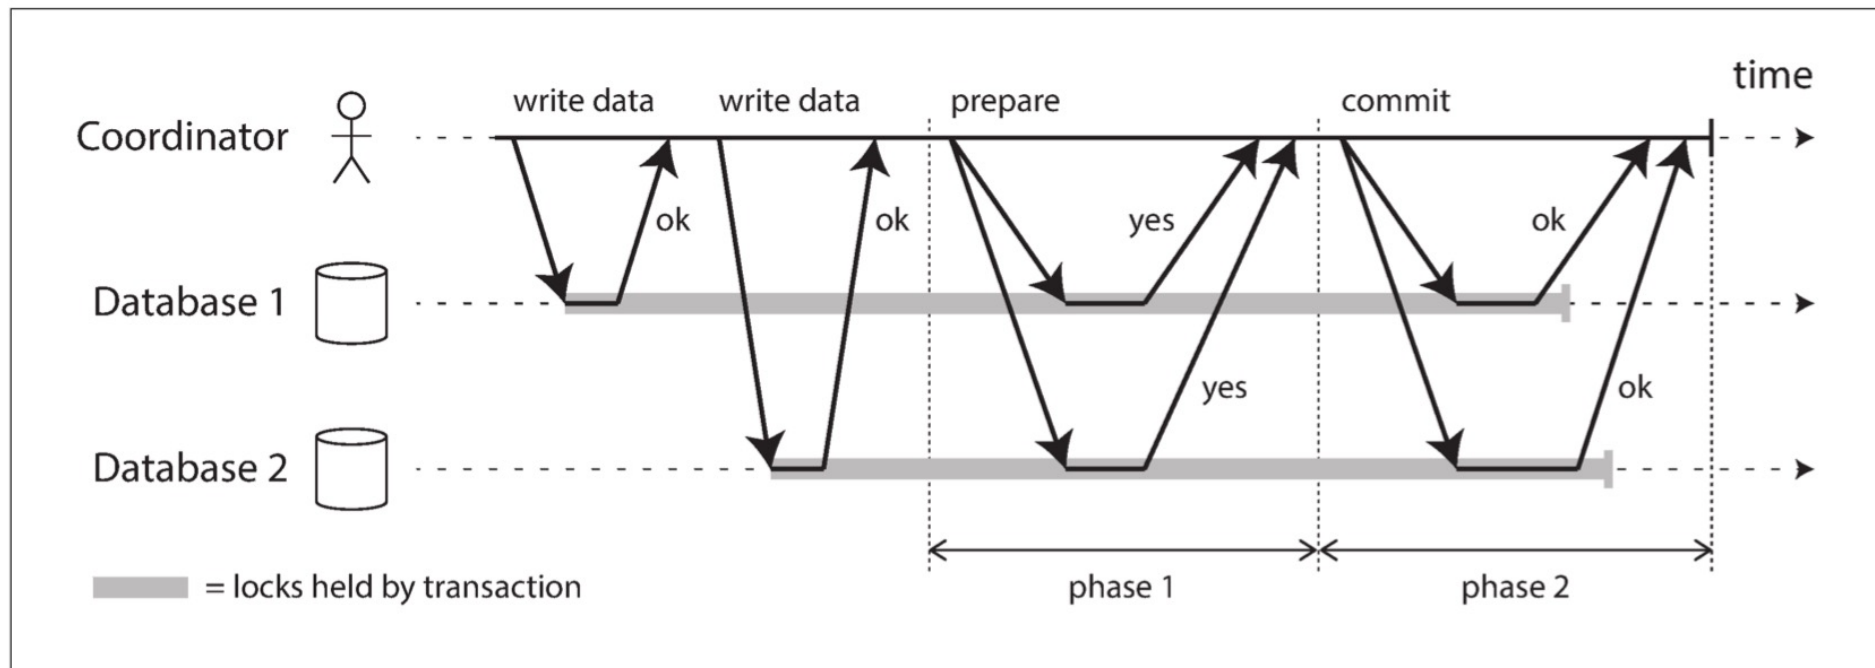 time
write data write data prepare commit
Coordinator
ok ok yes ok
Database 1
yes ok
Database 2
= locks held by transaction
phase 1 phase 2